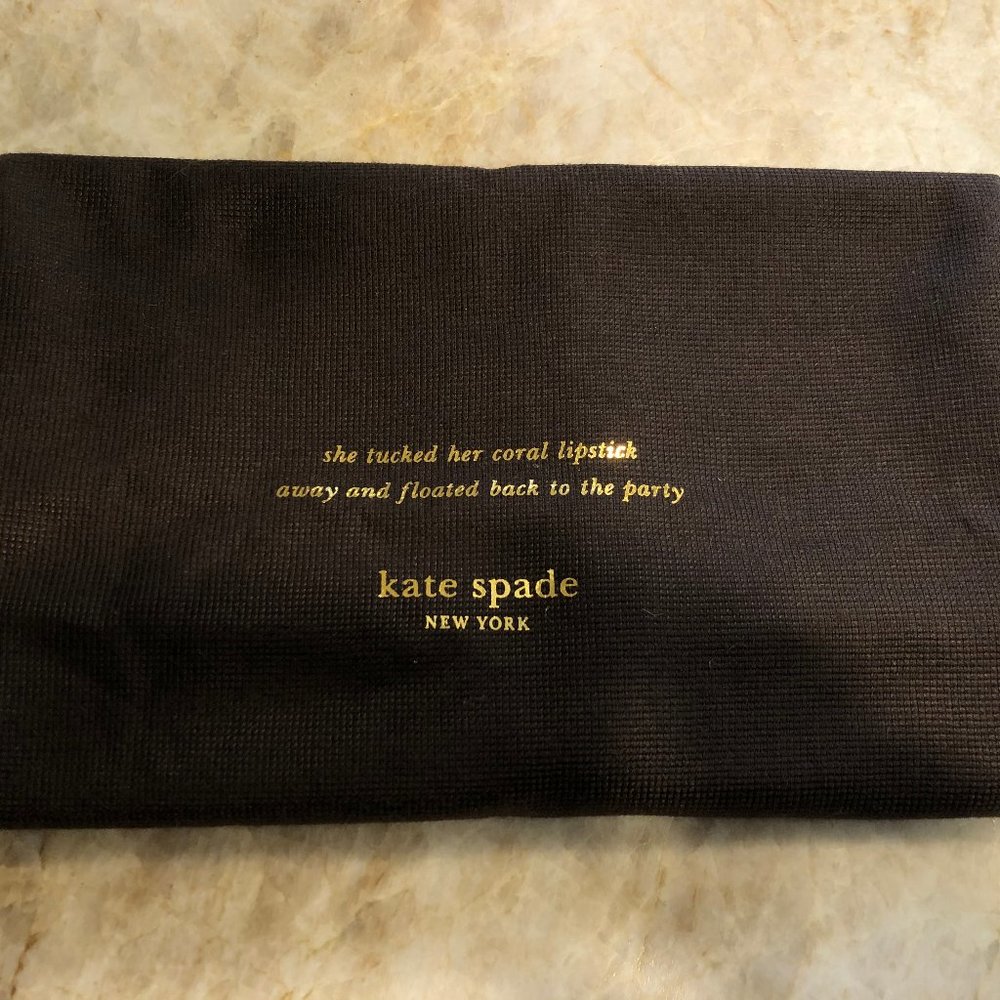 she tucked her coral lipstick
away and floated back to the party
kate spade
NEW YORK